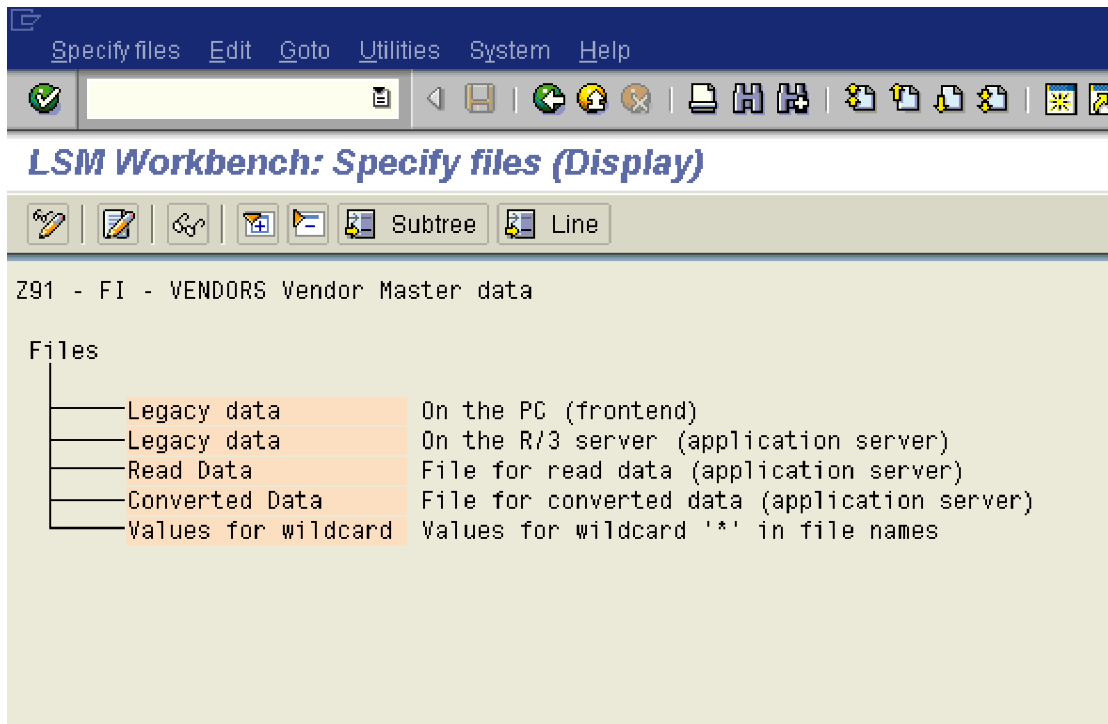 Specify files Edit Goto Utilities System Help
LSM Workbench: Specify files (Display)
Subtree Line
Z91 - FI - VENDORS Vendor Master data
Files
Legacy data On the PC (frontend)
Legacy data On the R/3 server (application server)
Read Data File for read data (application server)
Converted Data File for converted data (application server)
Values for wildcard Values for wildcard '*' in file names